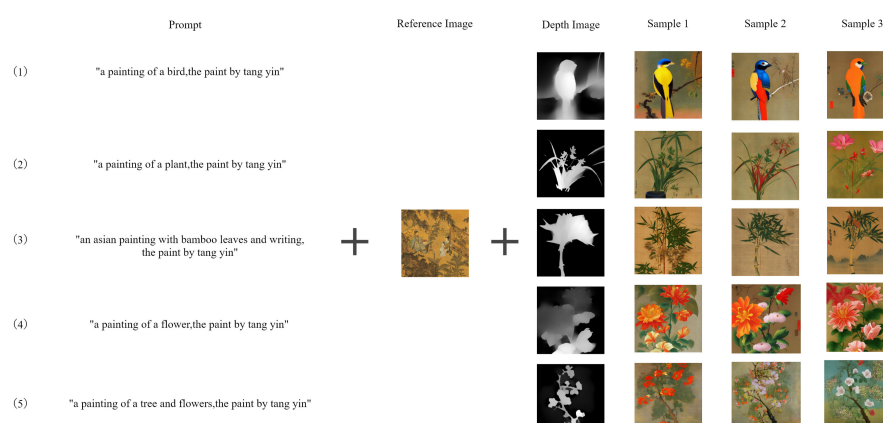 Prompt Reference Image Depth Image Sample 1 Sample 2 Sample 3
(1) "a painting of a bird,the paint by tang yin"
(2) "a painting of a plant,the paint by tang yin"
(3) "an asian painting with bamboo leaves and writing,
the paint by tang yin"
(4) "a painting of a flower,the paint by tang yin"
(5) "a painting of a tree and flowers,the paint by tang yin"